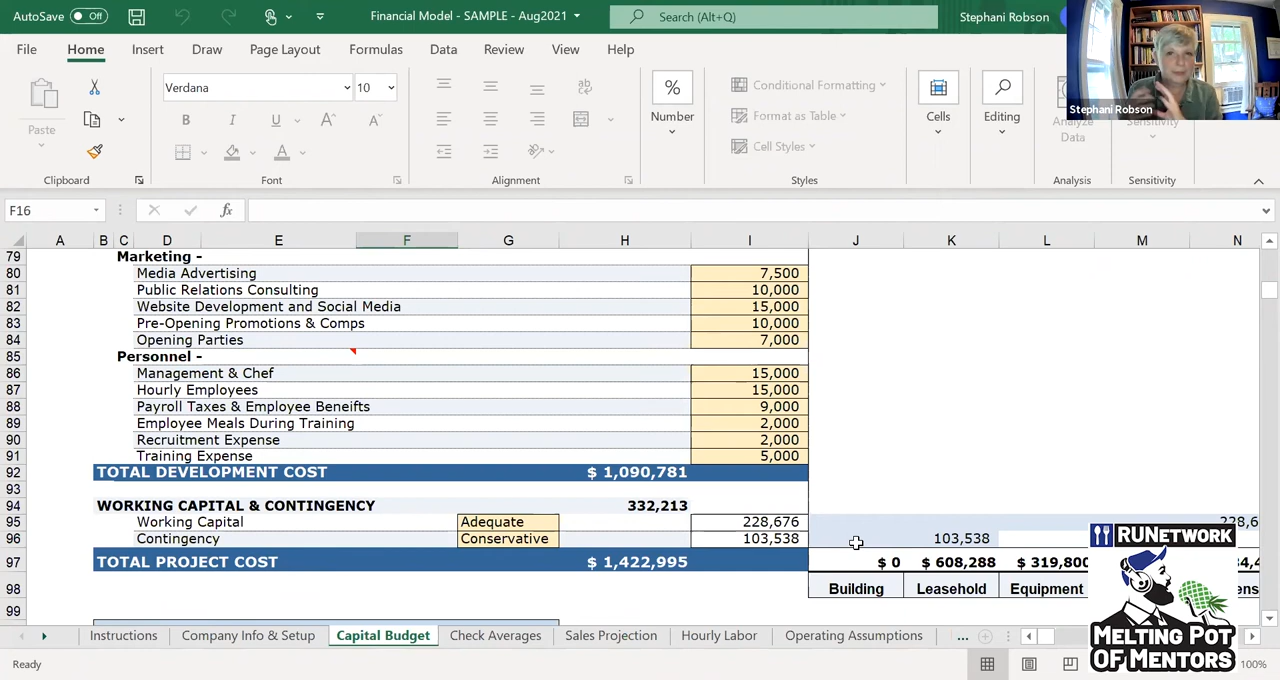 AutoSave Off Financial Model - SAMPLE - Aug2021 Search (Alt+Q) Stephani Robson
File Home Insert Draw Page Layout Formulas Data Review View Help
Stephani Robson
Paste
Clipboard
Verdana 10
B I U A A
A
Font
ab
Alignment
%
Number
Conditional Formatting
Format as Table
Cell Styles
Styles
Cells
Editing
Analyze
Data
Analysis
Sensitivity
Sensitivity
F16 fx
A B C D E F G H I J K L M N
79 Marketing -
80 Media Advertising 7,500
81 Public Relations Consulting 10,000
82 Website Development and Social Media 15,000
83 Pre-Opening Promotions & Comps 10,000
84 Opening Parties 7,000
85 Personnel -
86 Management & Chef 15,000
87 Hourly Employees 15,000
88 Payroll Taxes & Employee Beneifts 9,000
89 Employee Meals During Training 2,000
90 Recruitment Expense 2,000
91 Training Expense 5,000
92 TOTAL DEVELOPMENT COST $ 1,090,781
93
94 WORKING CAPITAL & CONTINGENCY 332,213
95 Working Capital Adequate 228,676
96 Contingency Conservative 103,538 103,538
97 TOTAL PROJECT COST $ 1,422,995 $ 0 $ 608,288 $ 319,800
98 Building Leasehold Equipment
99
RUNETWORK
MELTING POT
OF MENTORS
Instructions Company Info & Setup Capital Budget Check Averages Sales Projection Hourly Labor Operating Assumptions ...
Ready 100%